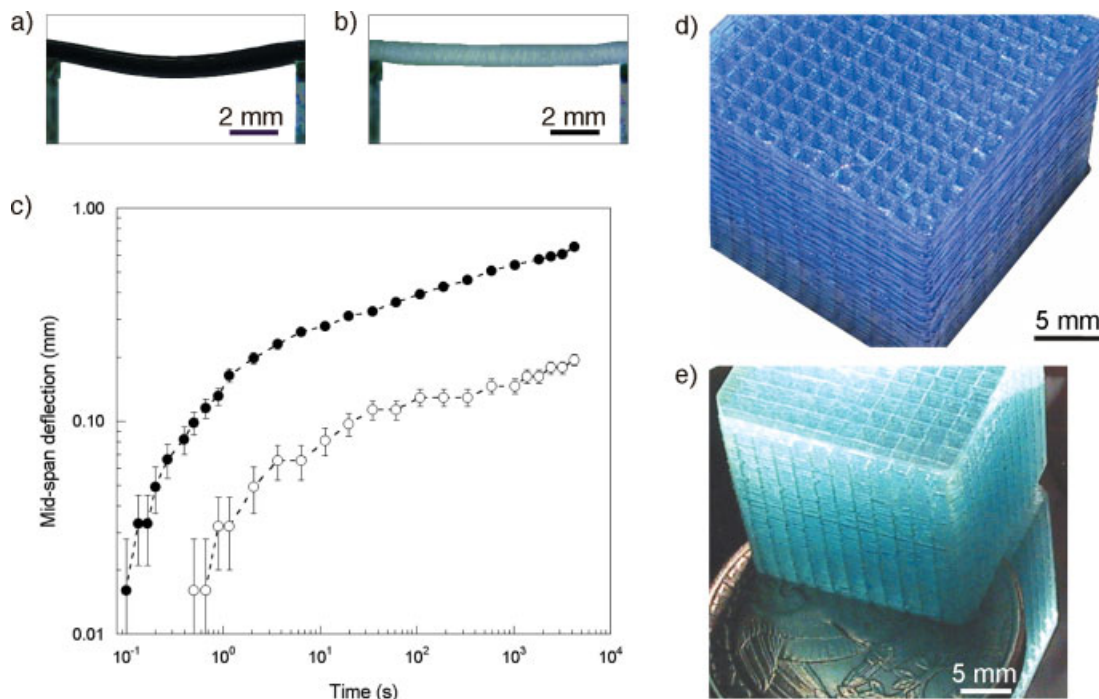 a)
2 mm
b)
2 mm
c)
Mid-span deflection (mm)
1.00
0.10
0.01
10-1
100
101
102
103
104
Time (s)
d)
5 mm
e)
5 mm